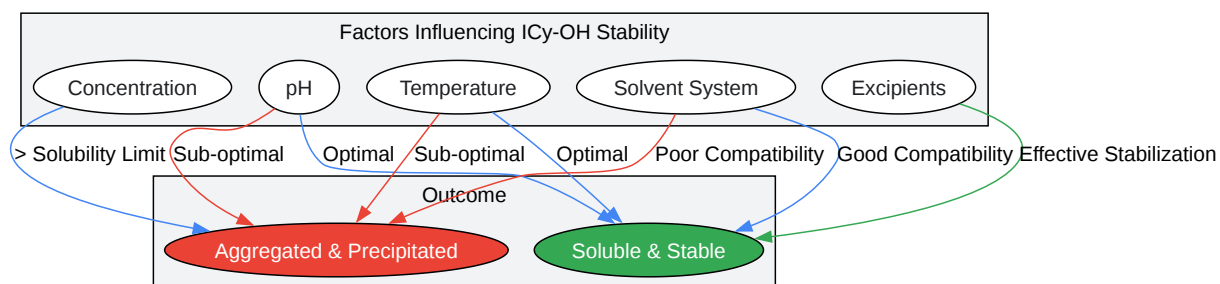 Factors Influencing ICy-OH Stability
Concentration
pH
Temperature
Solvent System
Excipients
> Solubility Limit
Sub-optimal
Optimal
Sub-optimal
Optimal
Poor Compatibility
Good Compatibility
Effective Stabilization
Outcome
Aggregated & Precipitated
Soluble & Stable